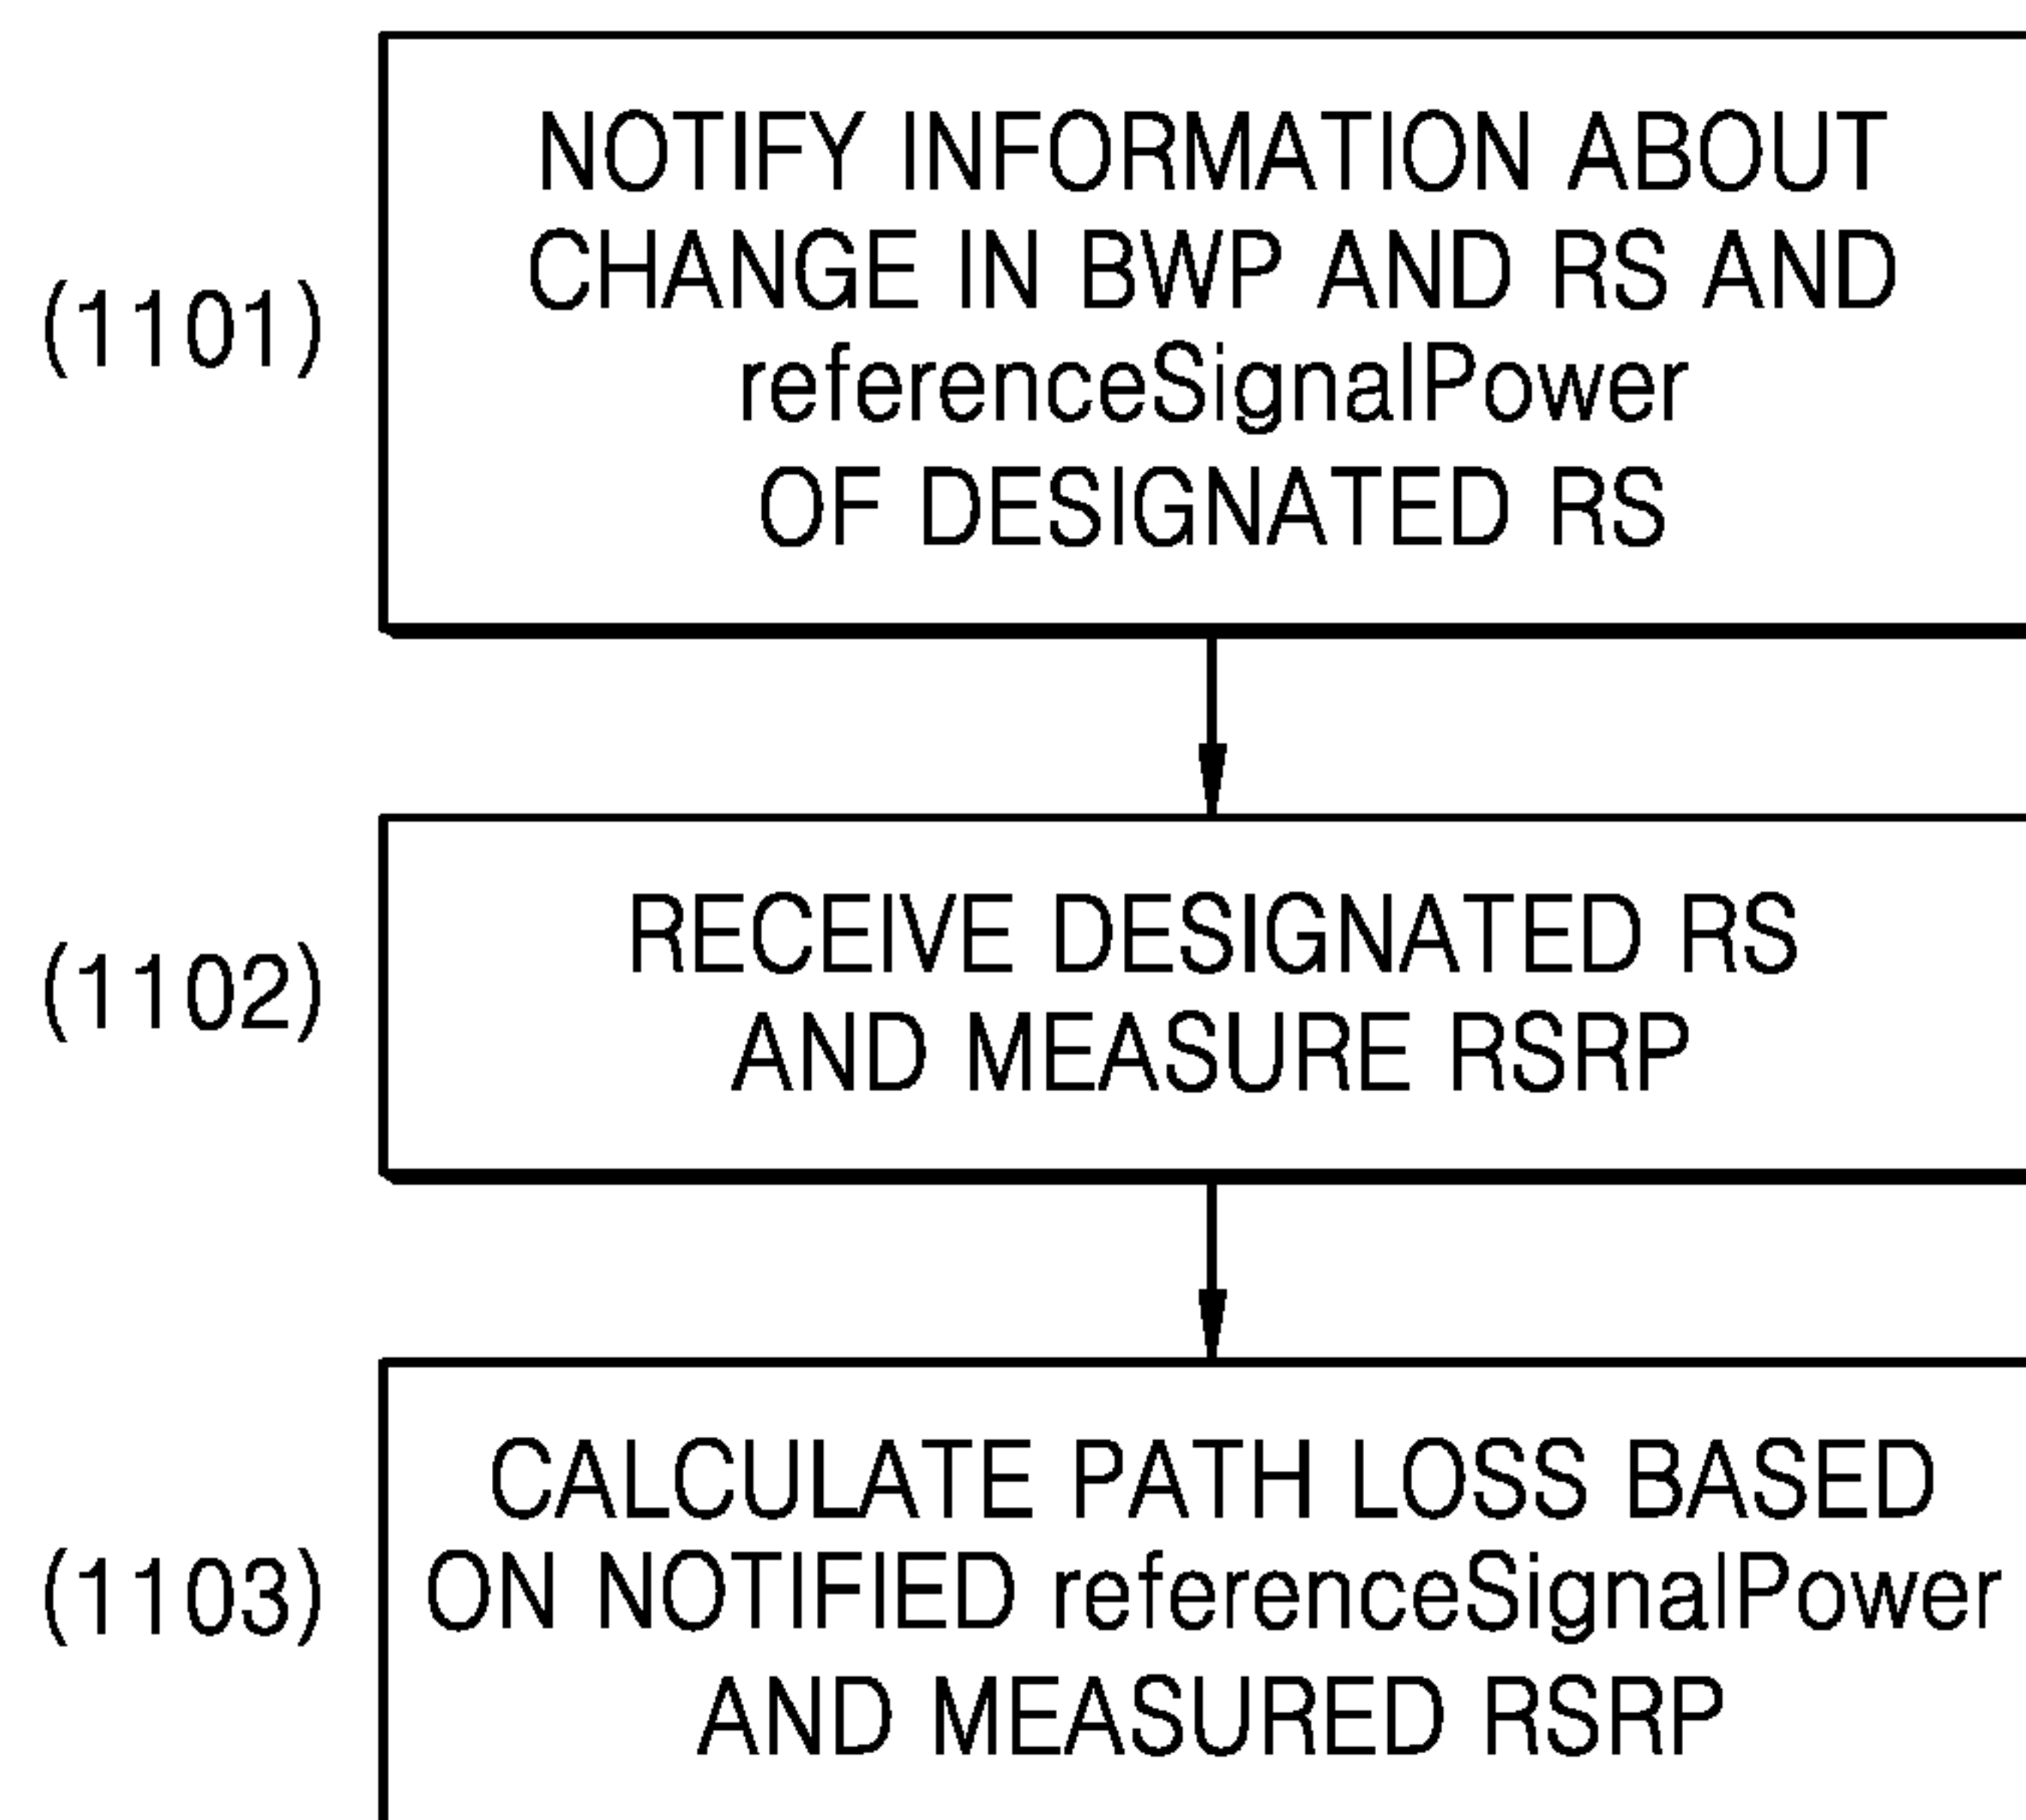 NOTIFY INFORMATION ABOUT
CHANGE IN BWP AND RS AND
(1101)
referenceSignalPower
OF DESIGNATED RS
RECEIVE DESIGNATED RS
(1102)
AND MEASURE RSRP
CALCULATE PATH LOSS BASED
(1103)
ON NOTIFIED referenceSignalPower
AND MEASURED RSRP